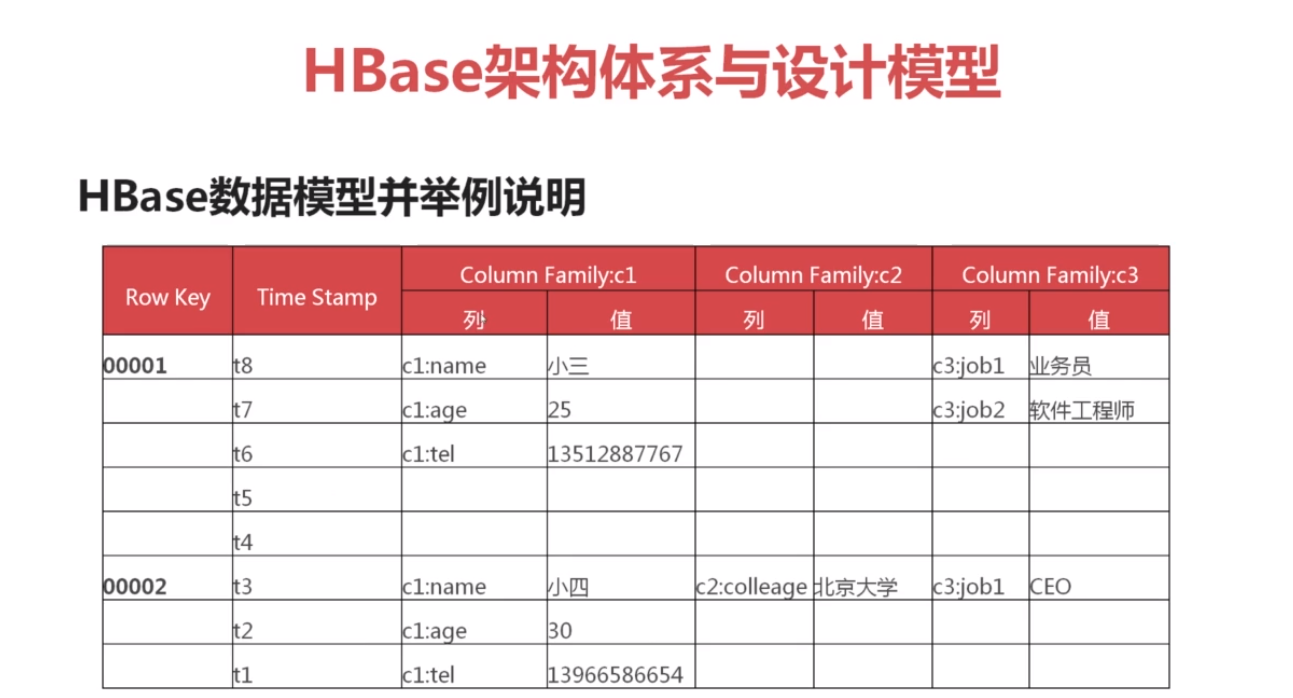 HBase架构体系与设计模型
HBase数据模型并举例说明
Row Key Time Stamp Column Family:c1 Column Family:c2 Column Family:c3
列 值 列 值 列 值
00001 t8 c1:name 小三 c3:job1 业务员
t7 c1:age 25 c3:job2 软件工程师
t6 c1:tel 13512887767
t5
t4
00002 t3 c1:name 小四 c2:colleage 北京大学 c3:job1 CEO
t2 c1:age 30
t1 c1:tel 13966586654